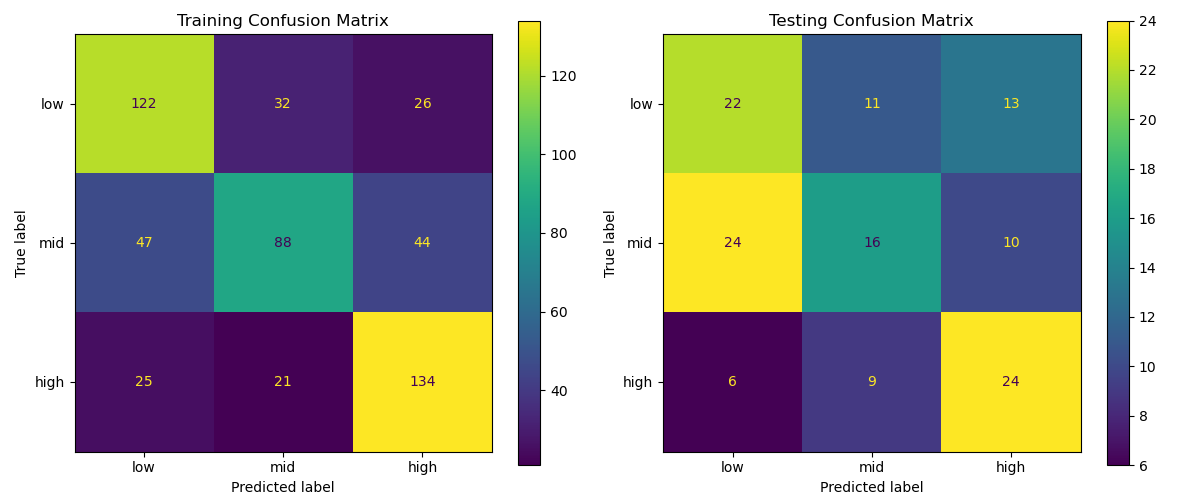 Training Confusion Matrix
True label
low
mid
high
122 32 26
47 88 44
25 21 134
low mid high
Predicted label
120
100
80
60
40
Testing Confusion Matrix
True label
low
mid
high
22 11 13
24 16 10
6 9 24
low mid high
Predicted label
24
22
20
18
16
14
12
10
8
6